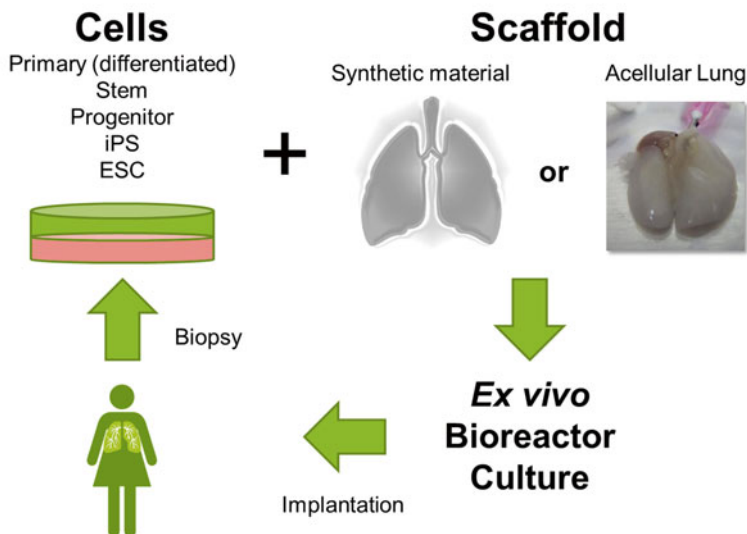 Cells
Primary (differentiated)
Stem
Progenitor
iPS
ESC
+
Scaffold
Synthetic material
or
Acellular Lung
Biopsy
Ex vivo
Bioreactor
Culture
Implantation